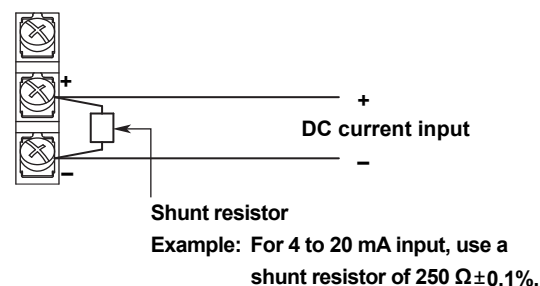 +
+
DC current input
−
−
Shunt resistor
Example: For 4 to 20 mA input, use a
shunt resistor of 250 Ω±0.1%.